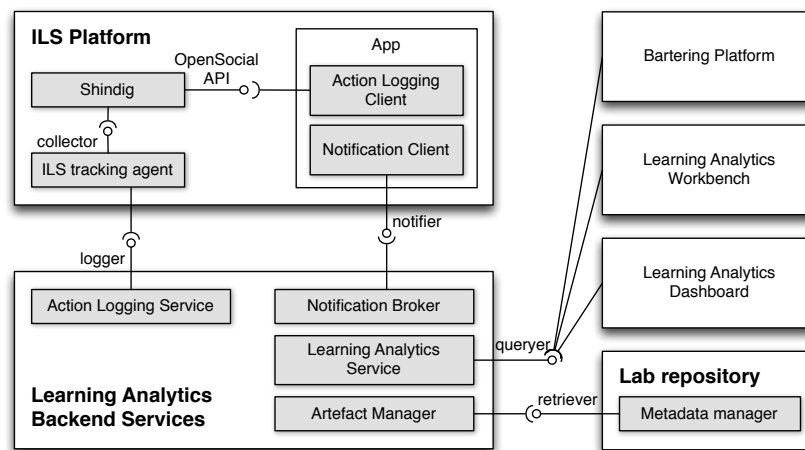 ILS Platform
App
OpenSocial
API
Shindig
Action Logging
Client
collector
Notification Client
ILS tracking agent
notifier
logger
Bartering Platform
Learning Analytics
Workbench
Learning Analytics
Dashboard
Action Logging Service
Notification Broker
Learning Analytics
Service
queryer
Learning Analytics
Backend Services
Artefact Manager
retriever
Lab repository
Metadata manager